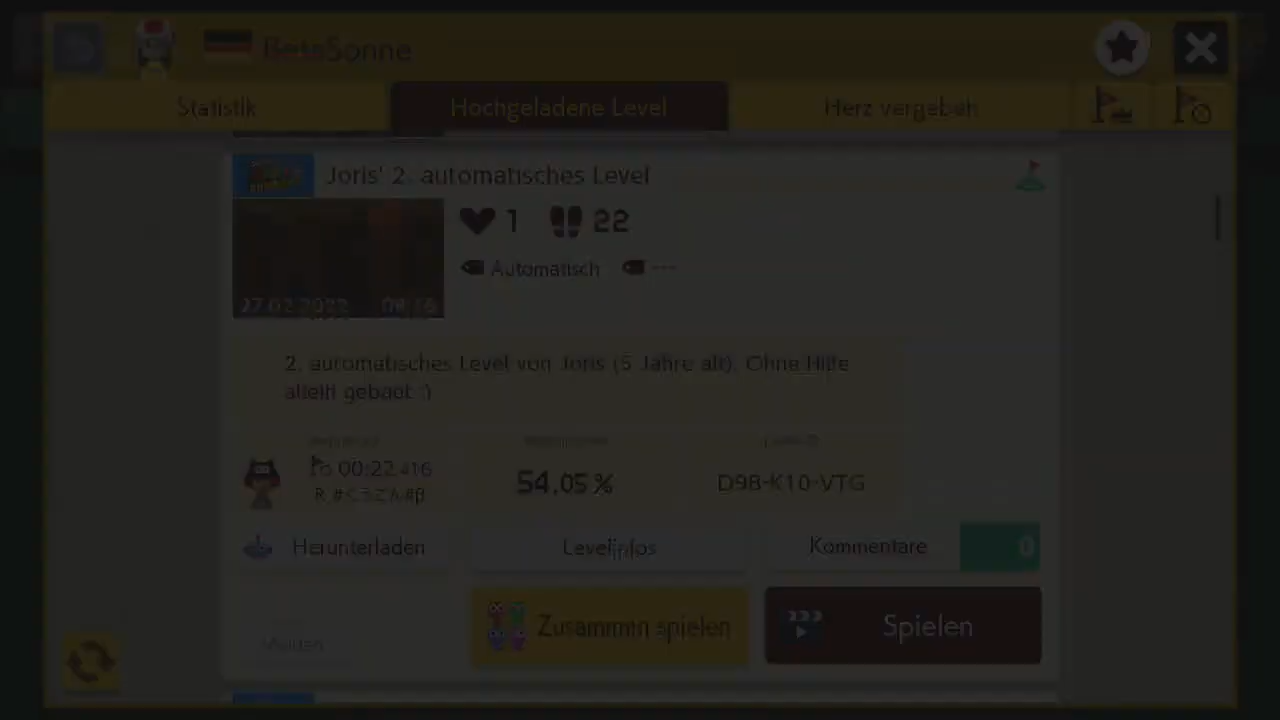 BetaSonne
Statistik
Hochgeladene Level
Herz vergeben
Joris' 2. automatisches Level
1
22
Automatisch
---
27.02.2022
2. automatisches Level von Joris (5 Jahre alt). Ohne Hilfe
allein gebaut :)
00:22.416
54.05 %
D9B-K10-VTG
Herunterladen
Levelinfos
Kommentare
0
Melden
Zusammen spielen
Spielen